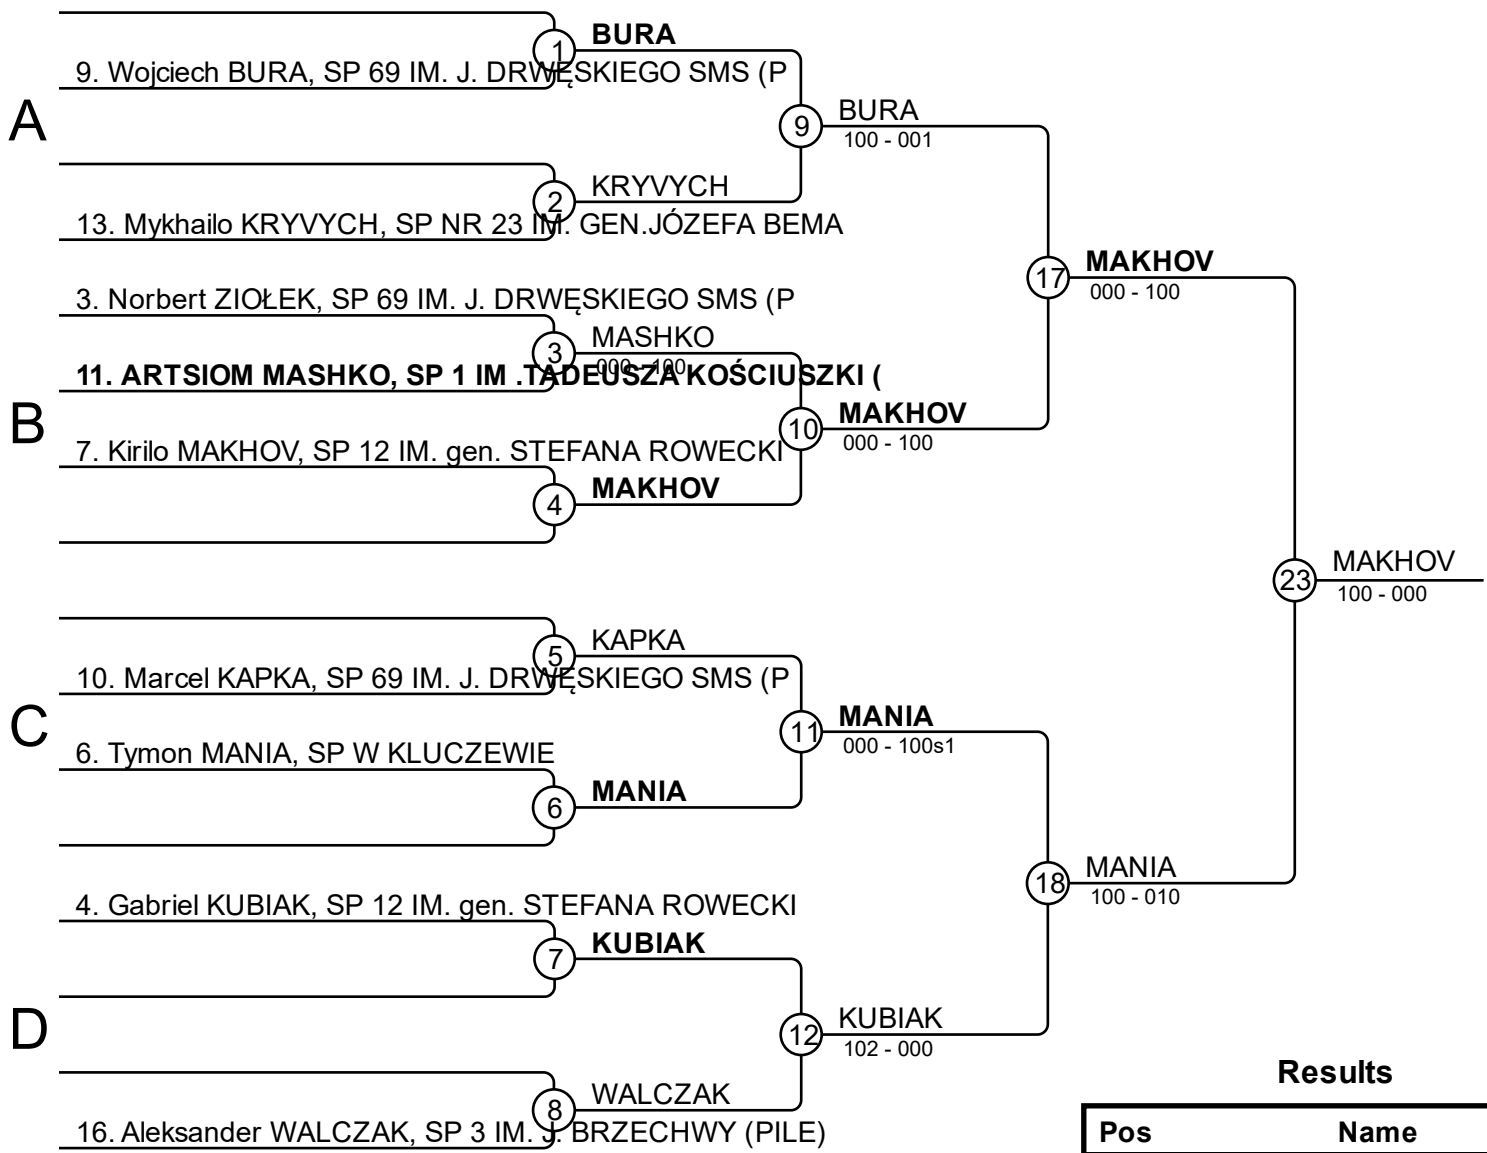 BURA
1
9. Wojciech BURA, SP 69 IM. J. DRWĘSKIEGO SMS (P
A
9
BURA
100 - 001
KRYVYCH
2
13. Mykhailo KRYVYCH, SP NR 23 IM. GEN.JÓZEFA BEMA
17
MAKHOV
000 - 100
3. Norbert ZIOŁEK, SP 69 IM. J. DRWĘSKIEGO SMS (P
MASHKO
3
000 - 100
11. ARTSIOM MASHKO, SP 1 IM .TADEUSZA KOŚCIUSZKI (
B
10
MAKHOV
000 - 100
7. Kirilo MAKHOV, SP 12 IM. gen. STEFANA ROWECKI
MAKHOV
4
23
MAKHOV
100 - 000
KAPKA
5
10. Marcel KAPKA, SP 69 IM. J. DRWĘSKIEGO SMS (P
C
11
MANIA
000 - 100s1
6. Tymon MANIA, SP W KLUCZEWIE
MANIA
6
18
MANIA
100 - 010
4. Gabriel KUBIAK, SP 12 IM. gen. STEFANA ROWECKI
KUBIAK
7
D
12
KUBIAK
102 - 000
WALCZAK
8
16. Aleksander WALCZAK, SP 3 IM. J. BRZECHWY (PILE)
Results
Pos Name